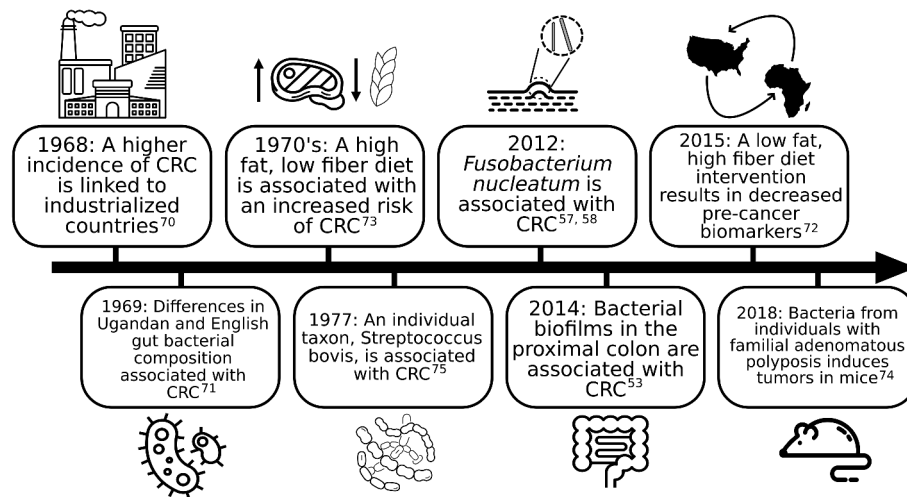 1968: A higher
incidence of CRC
is linked to
industrialized
countries70
1970's: A high
fat, low fiber diet
is associated with
an increased risk
of CRC73
2012:
Fusobacterium
nucleatum is
associated with
CRC57, 58
2015: A low fat,
high fiber diet
intervention
results in decreased
pre-cancer
biomarkers72
1969: Differences in
Ugandan and English
gut bacterial
composition
associated with
CRC71
1977: An individual
taxon, Streptococcus
bovis, is associated
with CRC75
2014: Bacterial
biofilms in the
proximal colon are
associated with
CRC53
2018: Bacteria from
individuals with
familial adenomatous
polyposis induces
tumors in mice74